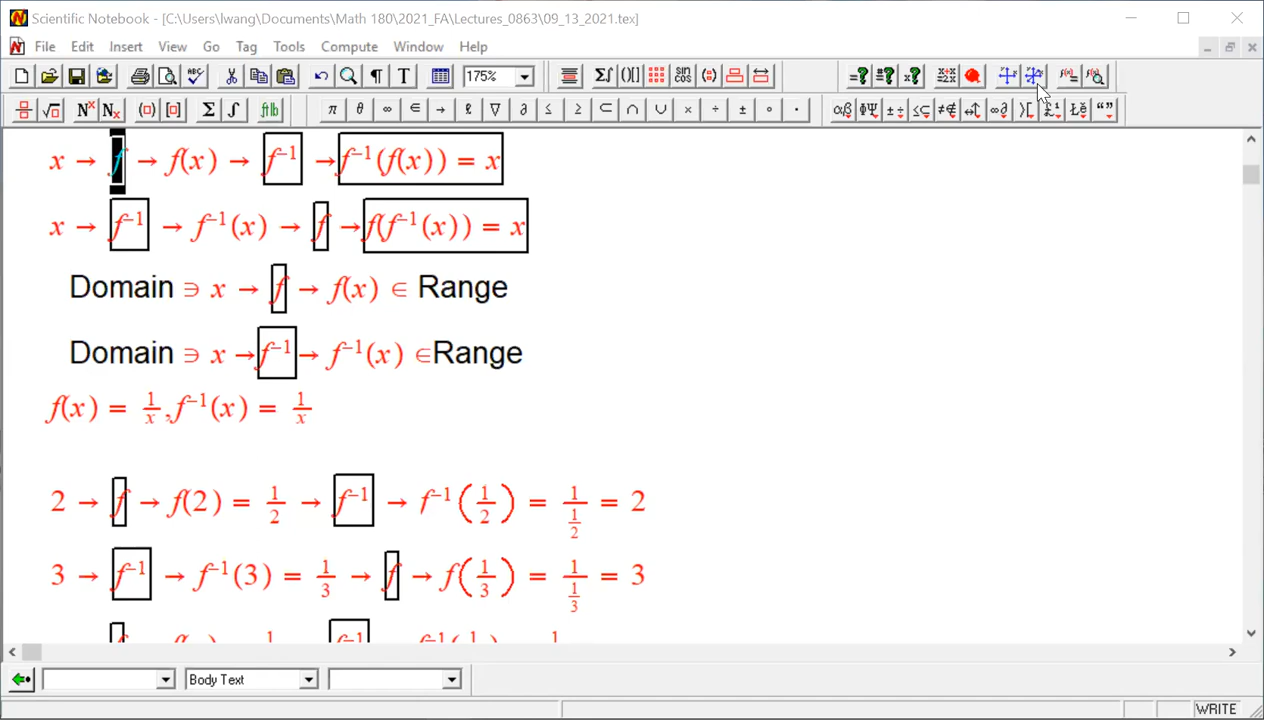 Scientific Notebook - [C:\Users\lwang\Documents\Math 180\2021_FA\Lectures_0863\09_13_2021.tex]
File Edit Insert View Go Tag Tools Compute Window Help
175%
x → f → f(x) → f⁻¹ → f⁻¹(f(x)) = x
x → f⁻¹ → f⁻¹(x) → f → f(f⁻¹(x)) = x
Domain ∋ x → f → f(x) ∈ Range
Domain ∋ x → f⁻¹ → f⁻¹(x) ∈Range
f(x) = 1/x, f⁻¹(x) = 1/x
2 → f → f(2) = 1/2 → f⁻¹ → f⁻¹(1/2) = 1/(1/2) = 2
3 → f⁻¹ → f⁻¹(3) = 1/3 → f → f(1/3) = 1/(1/3) = 3
Body Text
WRITE